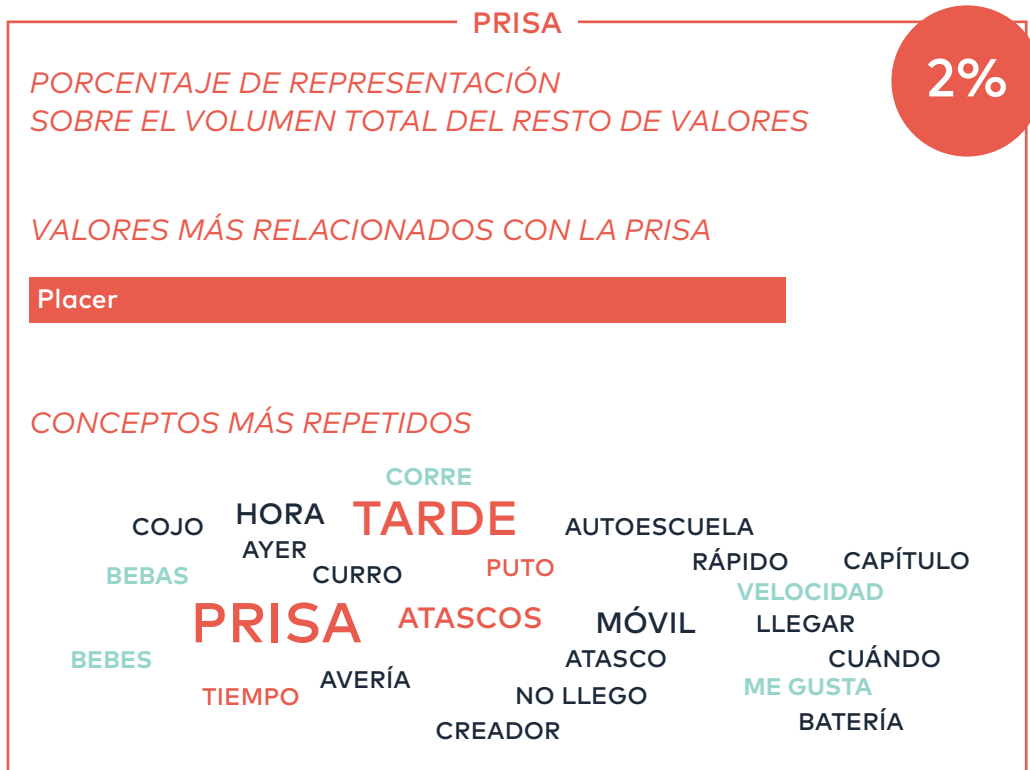 PRISA
2%
PORCENTAJE DE REPRESENTACIÓN
SOBRE EL VOLUMEN TOTAL DEL RESTO DE VALORES
VALORES MÁS RELACIONADOS CON LA PRISA
Placer
CONCEPTOS MÁS REPETIDOS
CORRE
COJO HORA TARDE AUTOESCUELA
AYER CURRO PUTO RÁPIDO CAPÍTULO
BEBAS VELOCIDAD
PRISA ATASCOS MÓVIL LLEGAR
BEBES ATASCO CUÁNDO
TIEMPO AVERÍA NO LLEGO ME GUSTA
CREADOR BATERÍA